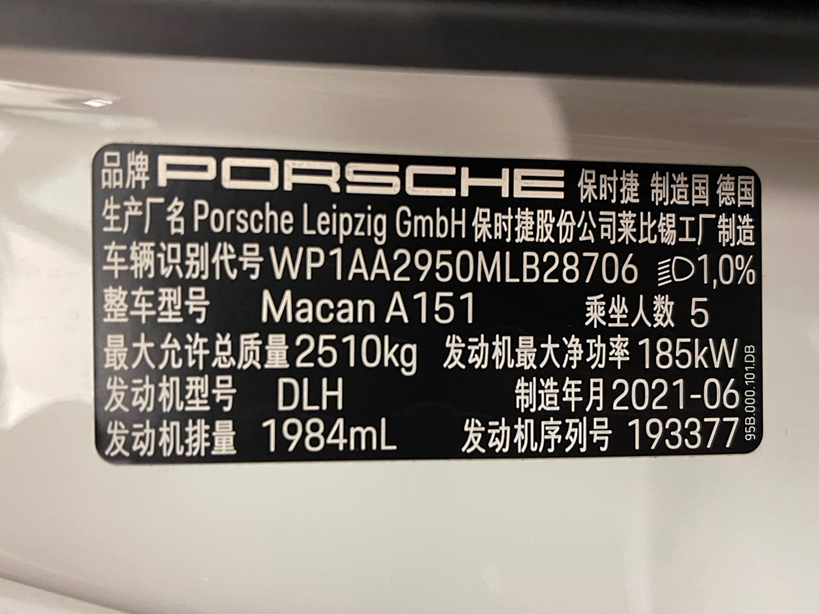 品牌 PORSCHE 保时捷 制造国 德国
生产厂名 Porsche Leipzig GmbH 保时捷股份公司莱比锡工厂制造
车辆识别代号 WP1AA2950MLB28706 1,0%
整车型号 Macan A151 乘坐人数 5
最大允许总质量 2510kg 发动机最大净功率 185kW
发动机型号 DLH 制造年月 2021-06
发动机排量 1984mL 发动机序列号 193377
95B.000.101.DB